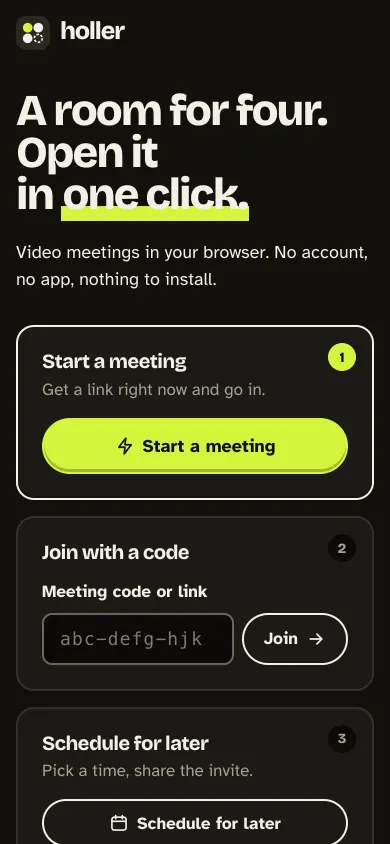 holler
A room for four.
Open it
in one click.
Video meetings in your browser. No account,
no app, nothing to install.
Start a meeting
1
Get a link right now and go in.
Start a meeting
Join with a code
2
Meeting code or link
abc-defg-hjk
Join →
Schedule for later
3
Pick a time, share the invite.
Schedule for later